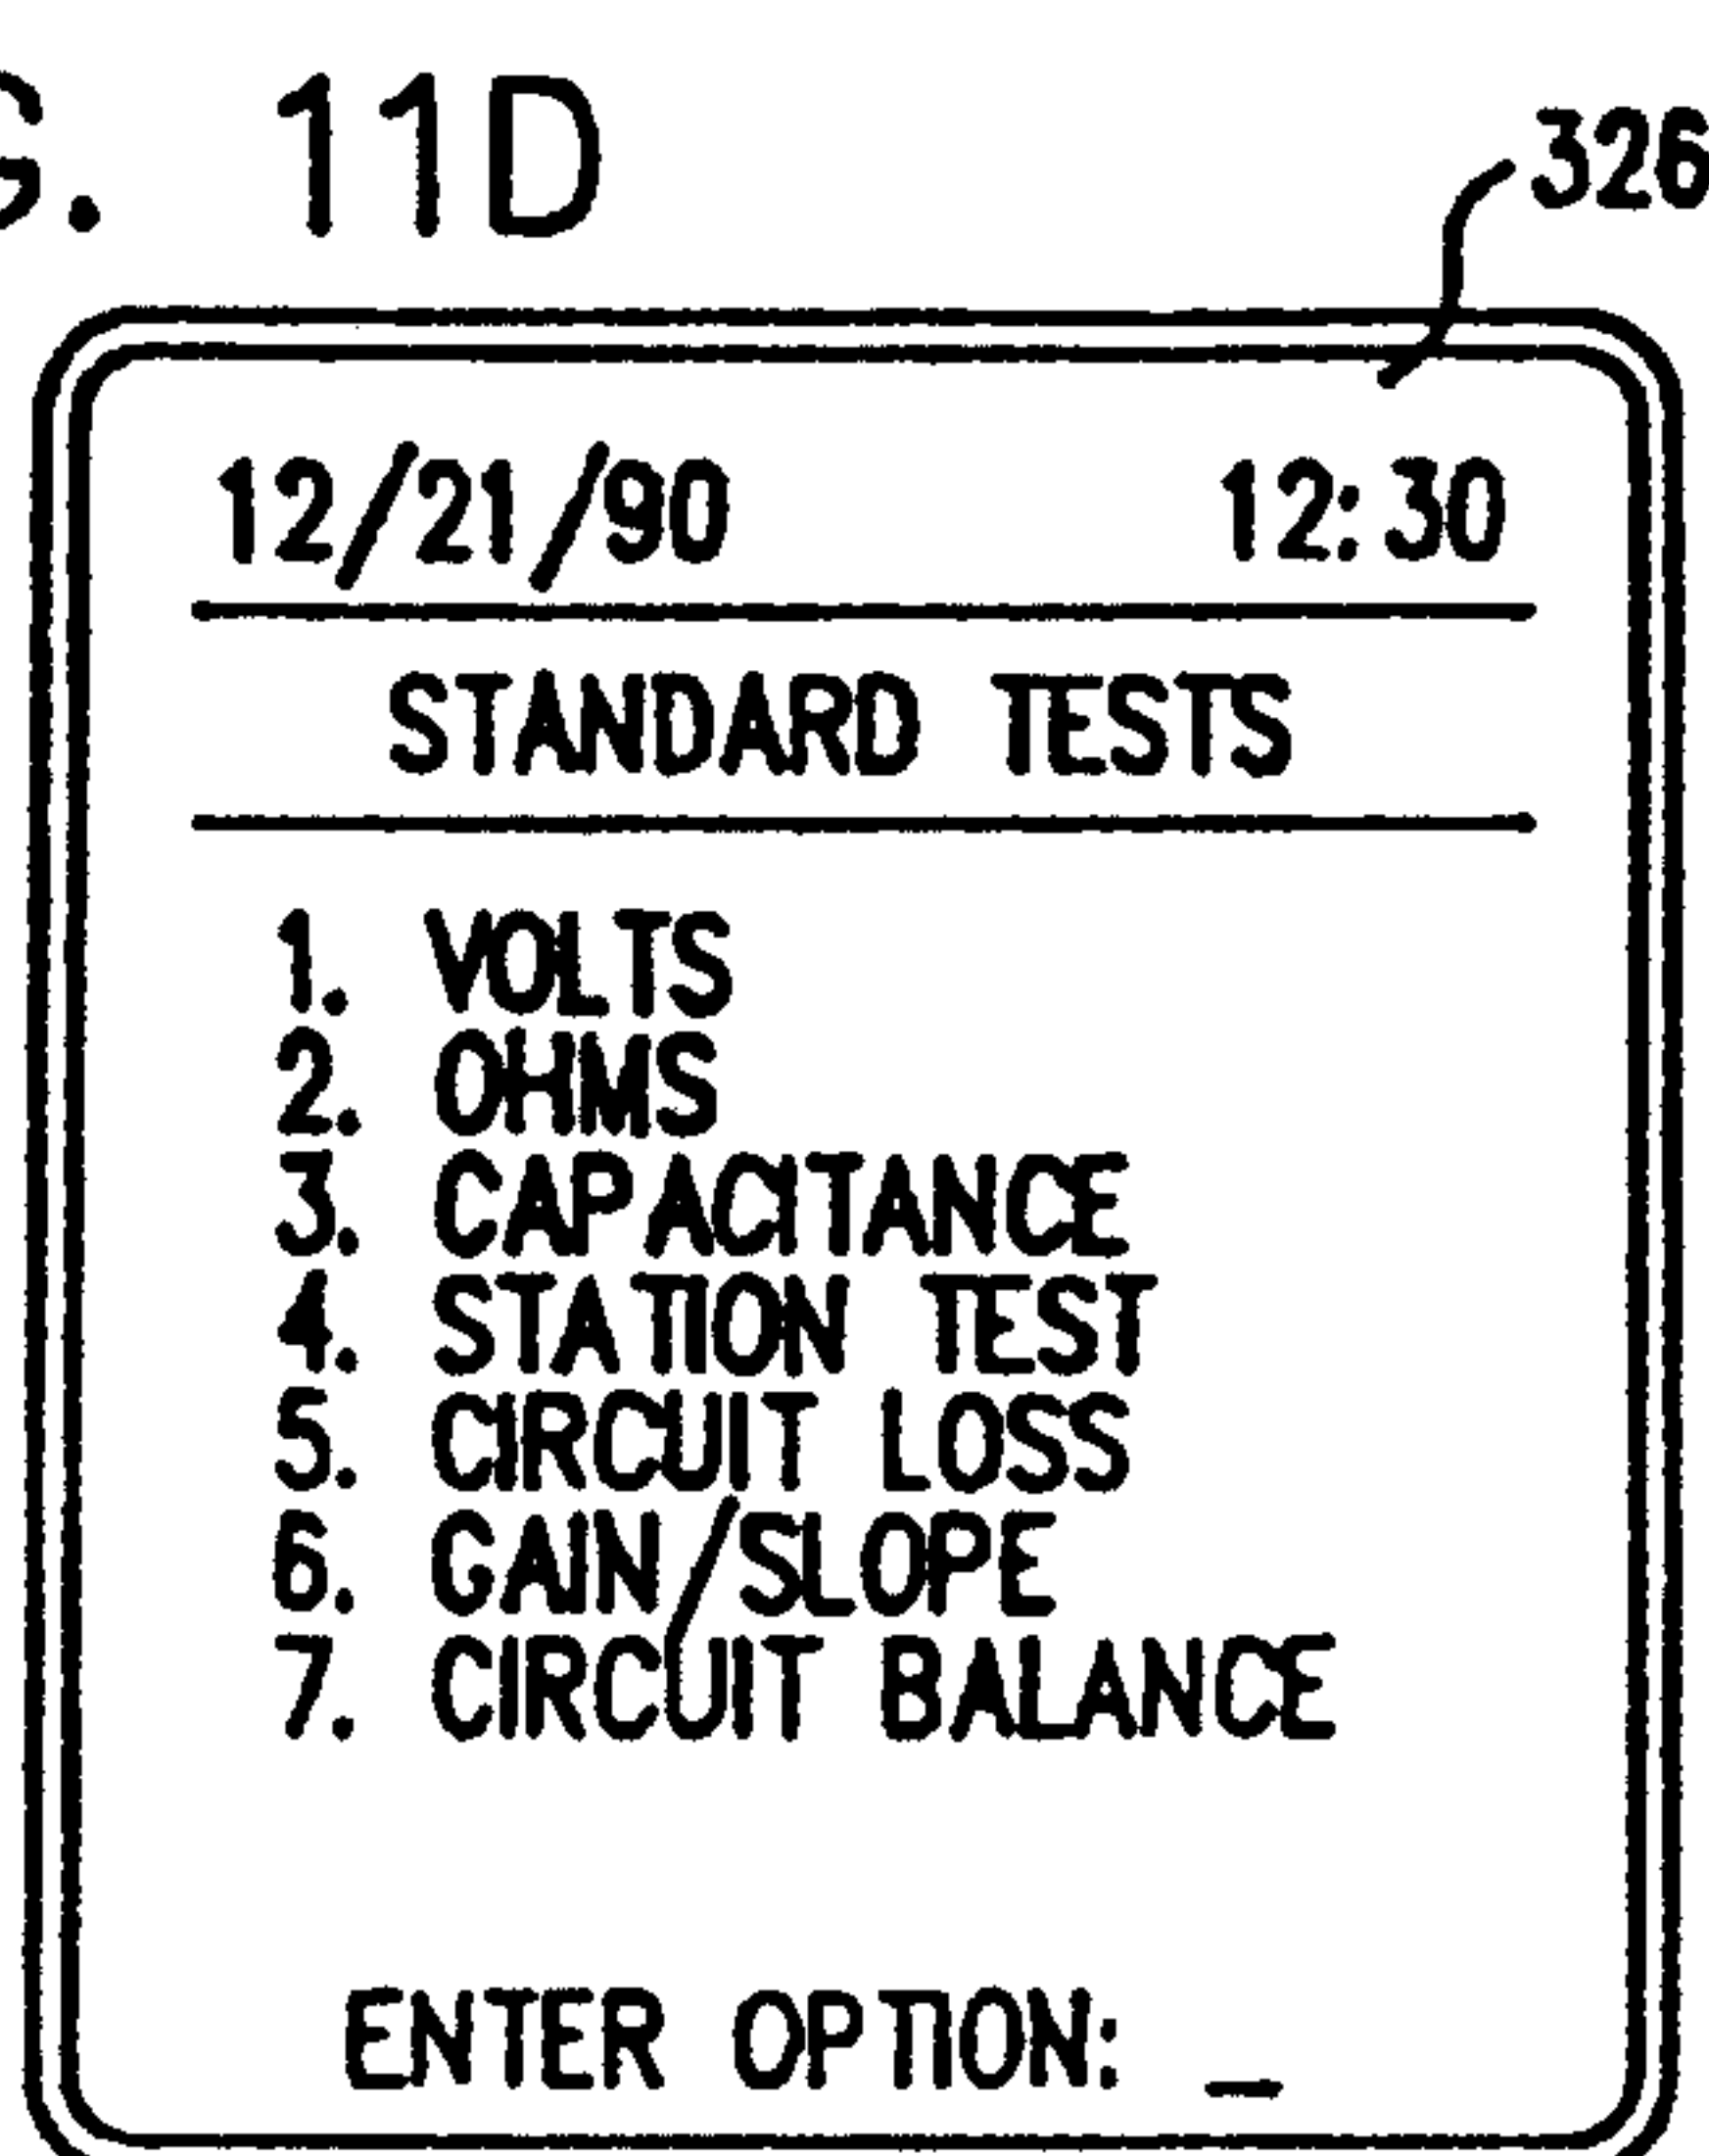 G. 11D
326
12/21/90 12:30
STANDARD TESTS
1. VOLTS
2. OHMS
3. CAPACITANCE
4. STATION TEST
5. CIRCUIT LOSS
6. GAIN/SLOPE
7. CIRCUIT BALANCE
ENTER OPTION: _